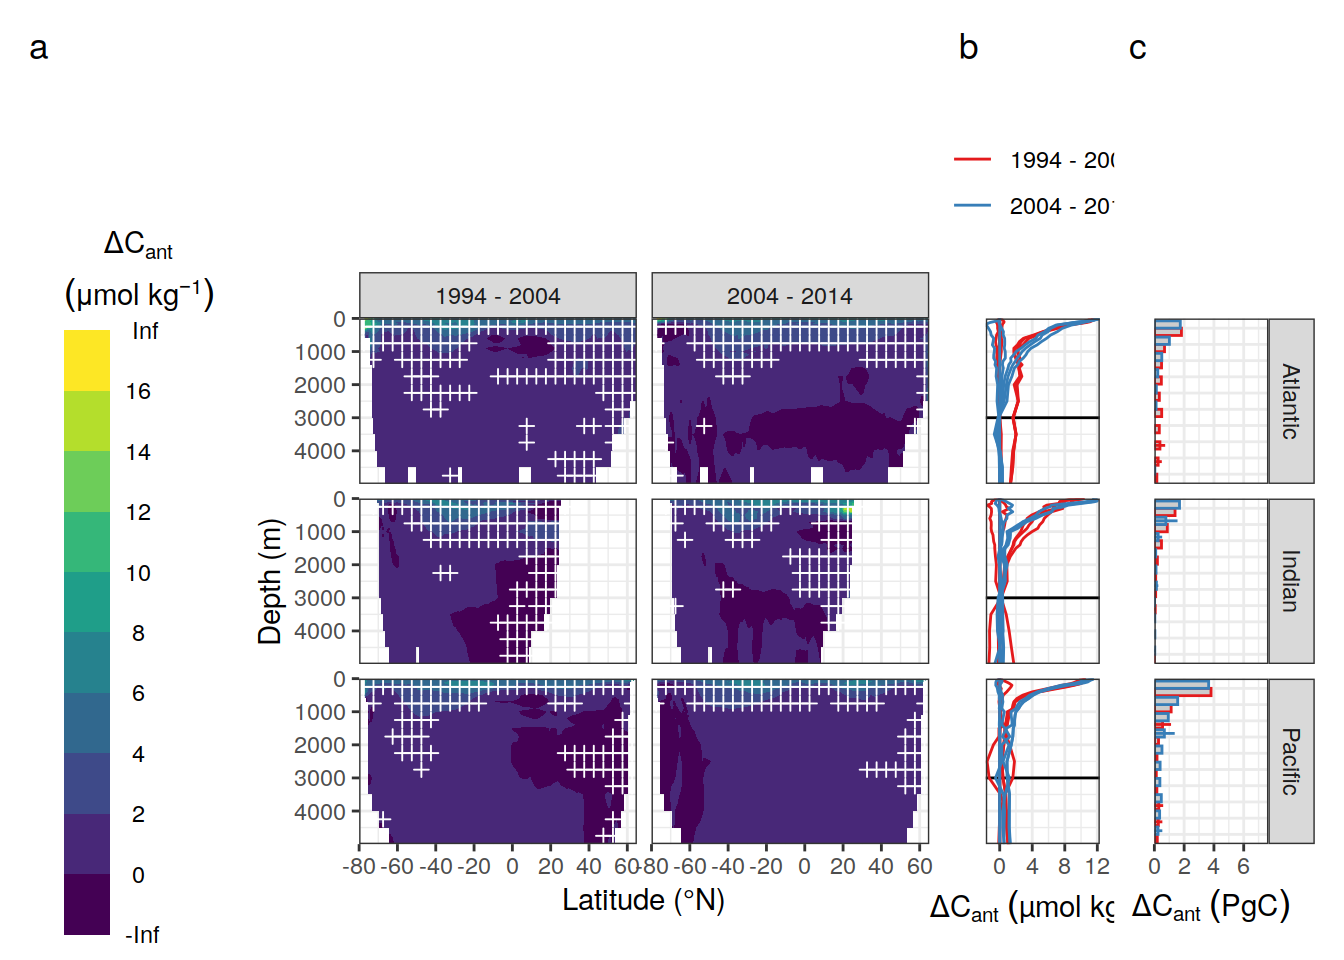 a
b
c
1994 - 200
2004 - 20
ΔCant
(μmol kg⁻¹)
Inf
16
14
12
10
8
6
4
2
0
-Inf
1994 - 2004
2004 - 2014
Depth (m)
0
1000
2000
3000
4000
Atlantic
0
1000
2000
3000
4000
Indian
0
1000
2000
3000
4000
Pacific
-80 -60 -40 -20 0 20 40 60
-80 -60 -40 -20 0 20 40 60
0 4 8 12
0 2 4 6
Latitude (°N)
ΔCant (μmol kg
ΔCant (PgC)